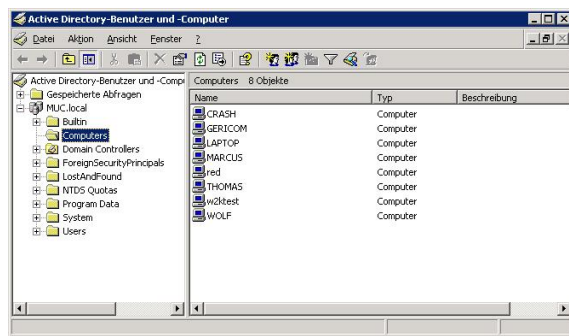 Active Directory-Benutzer und -Computer
Datei Aktion Ansicht Fenster ?
Active Directory-Benutzer und -Comp
Computers 8 Objekte
Gespeicherte Abfragen
MUC.local
Builtin
Computers
Domain Controllers
ForeignSecurityPrincipals
LostAndFound
NTDS Quotas
Program Data
System
Users
Name Typ Beschreibung
CRASH Computer
GERICOM Computer
LAPTOP Computer
MARCUS Computer
red Computer
THOMAS Computer
w2ktest Computer
WOLF Computer